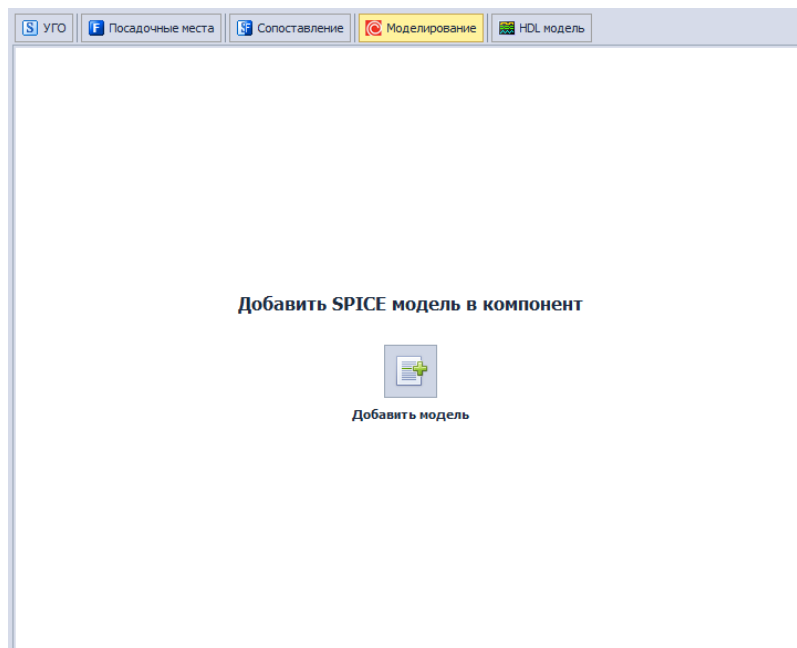 S УГО F Посадочные места SF Сопоставление Моделирование HDL модель
Добавить SPICE модель в компонент
Добавить модель